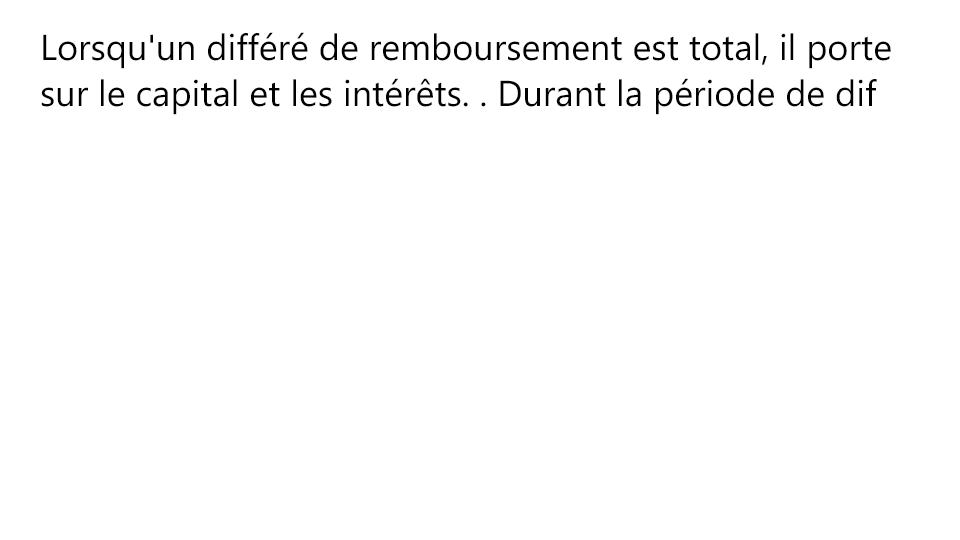 Lorsqu'un différé de remboursement est total, il porte
sur le capital et les intérêts. . Durant la période de dif